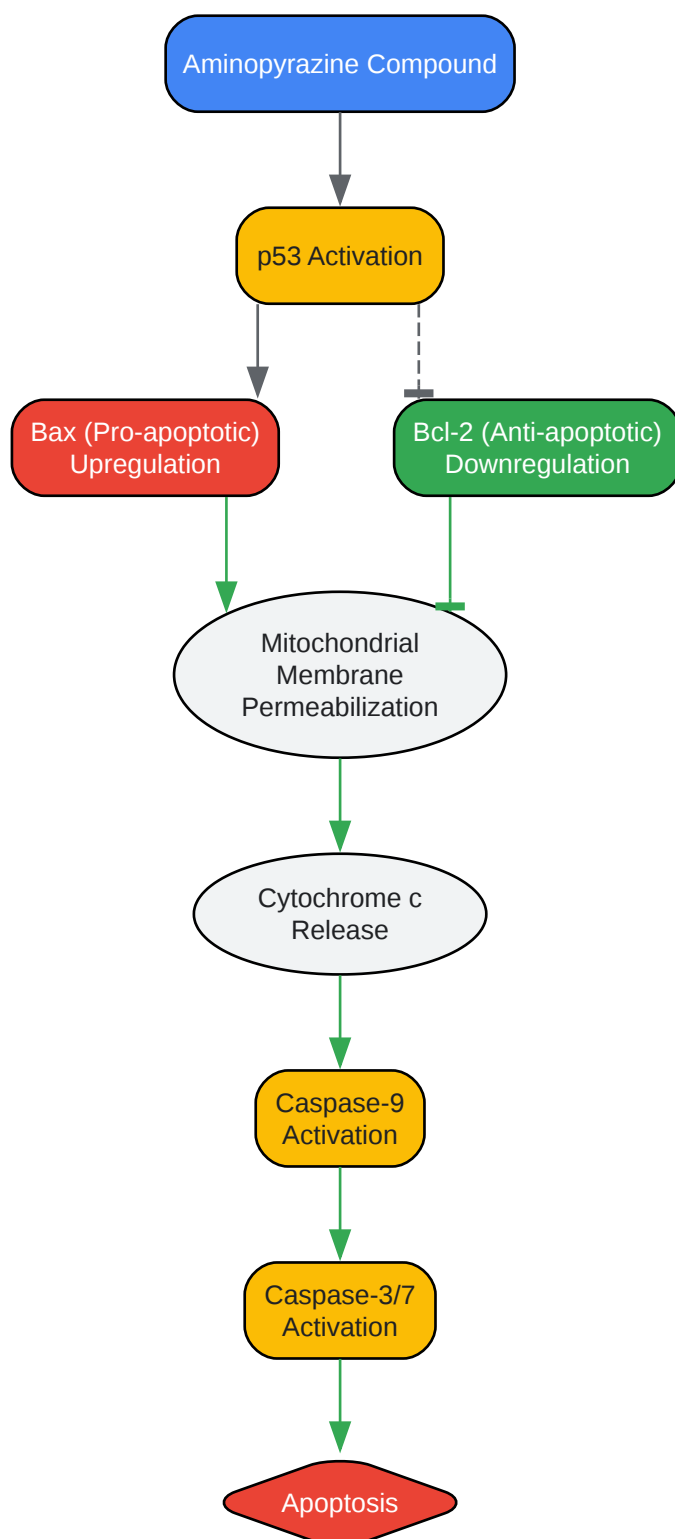 Aminopyrazine Compound
p53 Activation
Bax (Pro-apoptotic)
Upregulation
Bcl-2 (Anti-apoptotic)
Downregulation
Mitochondrial
Membrane
Permeabilization
Cytochrome c
Release
Caspase-9
Activation
Caspase-3/7
Activation
Apoptosis